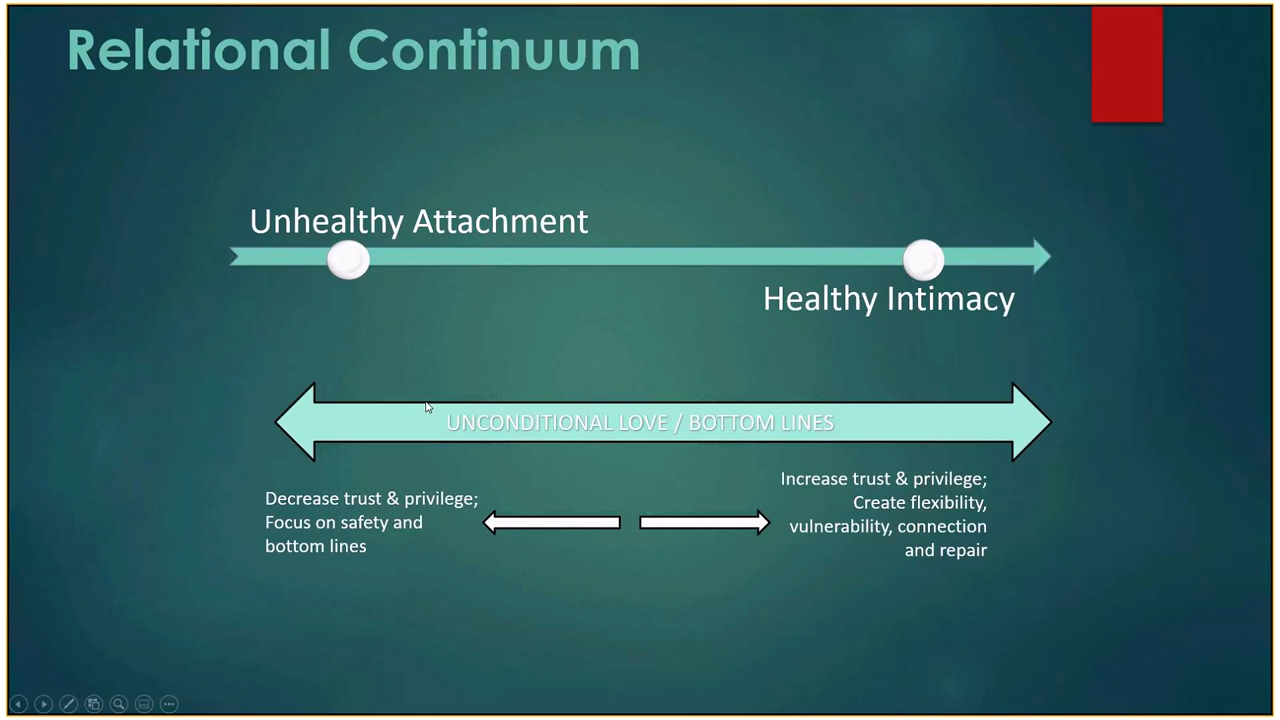 Relational Continuum
Unhealthy Attachment
Healthy Intimacy
UNCONDITIONAL LOVE / BOTTOM LINES
Decrease trust & privilege;
Focus on safety and
bottom lines
Increase trust & privilege;
Create flexibility,
vulnerability, connection
and repair